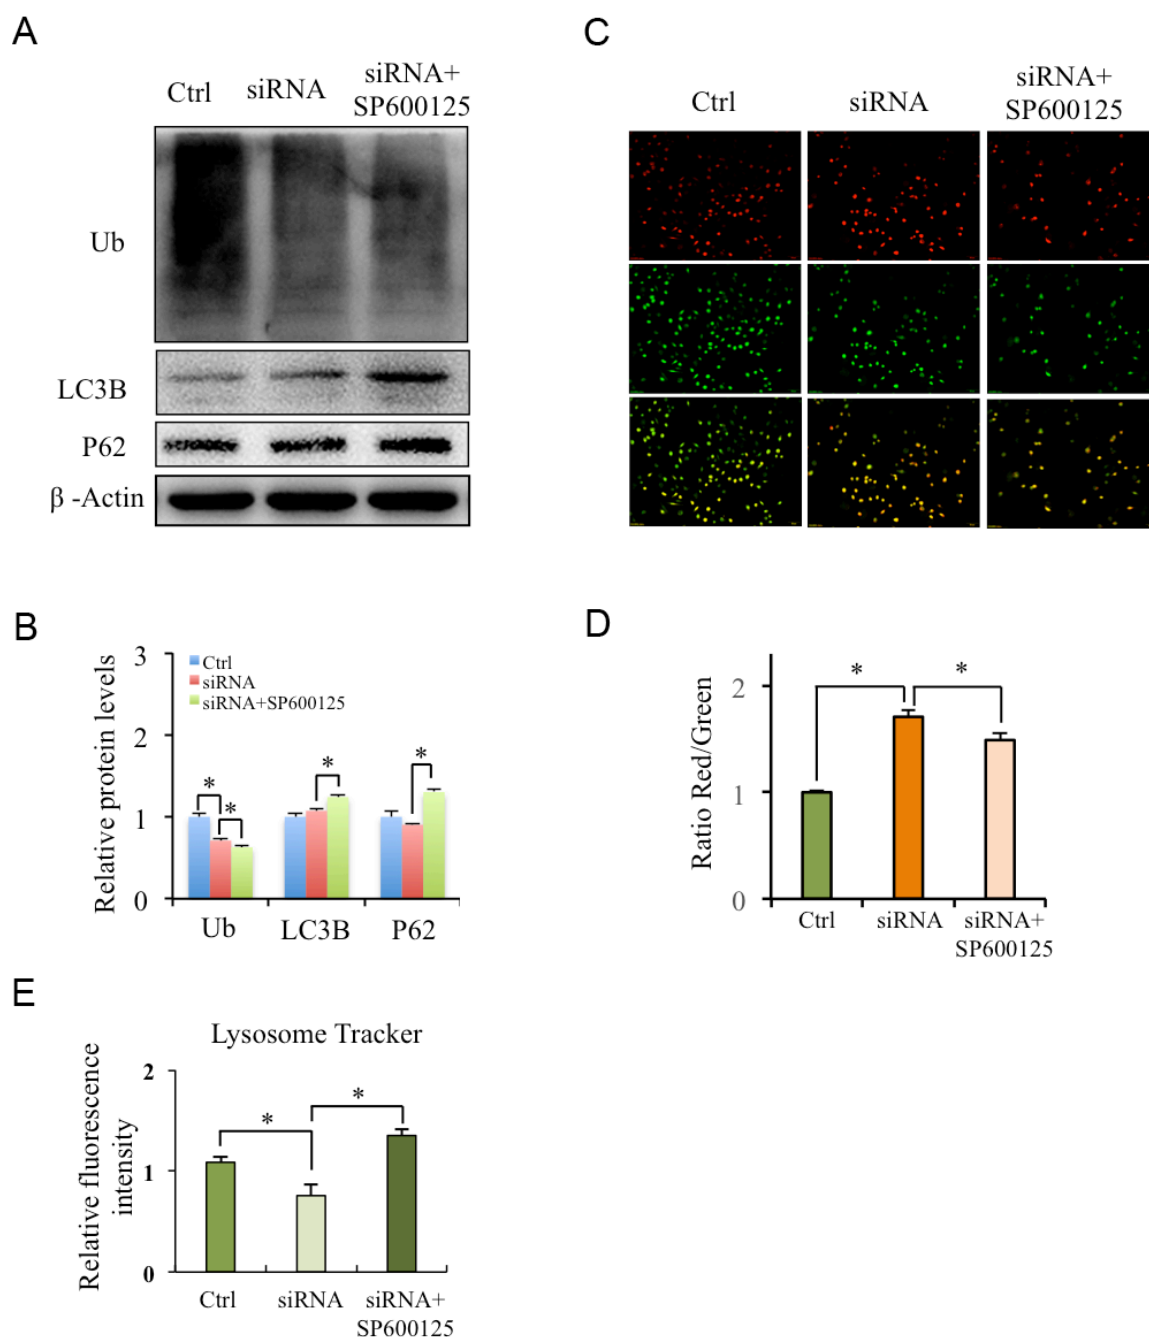 A
Ctrl siRNA siRNA+
SP600125
Ub
LC3B
P62
β -Actin
C
Ctrl siRNA siRNA+
SP600125
B
Relative protein levels
3
2
1
0
Ctrl
siRNA
siRNA+SP600125
* * * *
Ub LC3B P62
D
Ratio Red/Green
2
1
0
* *
Ctrl siRNA siRNA+
SP600125
E
Lysosome Tracker
Relative fluorescence
intensity
2
1
0
* *
Ctrl siRNA siRNA+
SP600125